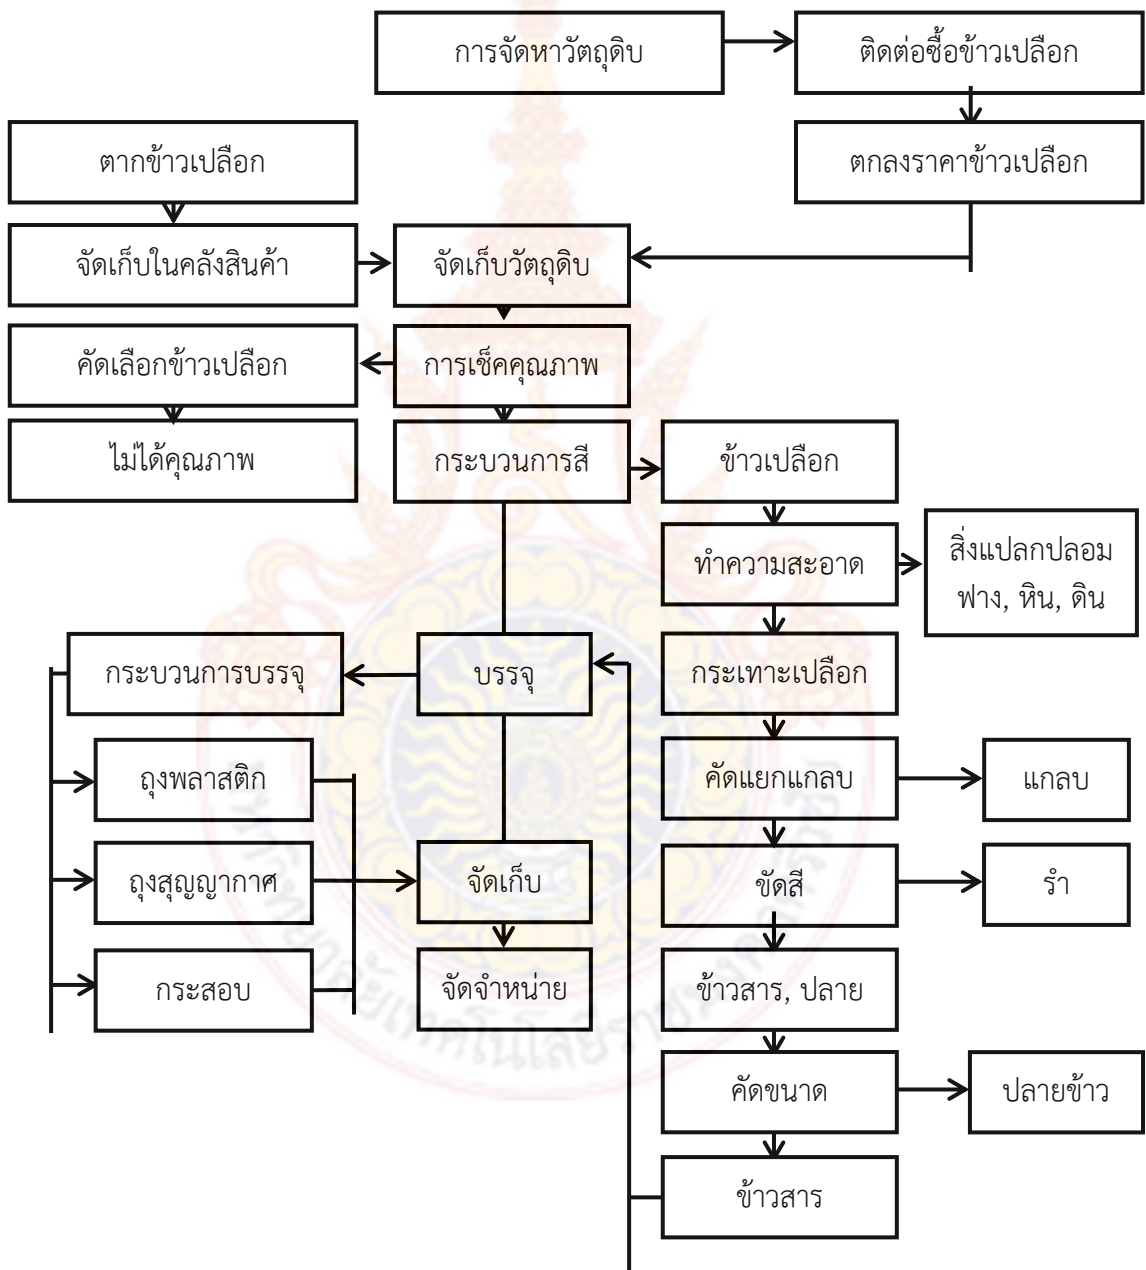 การจัดหาวัตถุดิบ
ติดต่อซื้อข้าวเปลือก
ตากข้าวเปลือก
ตกลงราคาข้าวเปลือก
จัดเก็บในคลังสินค้า
จัดเก็บวัตถุดิบ
คัดเลือกข้าวเปลือก
การเช็คคุณภาพ
ไม่ได้คุณภาพ
กระบวนการสี
ข้าวเปลือก
ทำความสะอาด
สิ่งแปลกปลอม
ฟาง, หิน, ดิน
กระบวนการบรรจุ
บรรจุ
กระเทาะเปลือก
ถุงพลาสติก
คัดแยกแกลบ
แกลบ
ถุงสุญญากาศ
จัดเก็บ
ขัดสี
รำ
กระสอบ
จัดจำหน่าย
ข้าวสาร, ปลาย
คัดขนาด
ปลายข้าว
ข้าวสาร